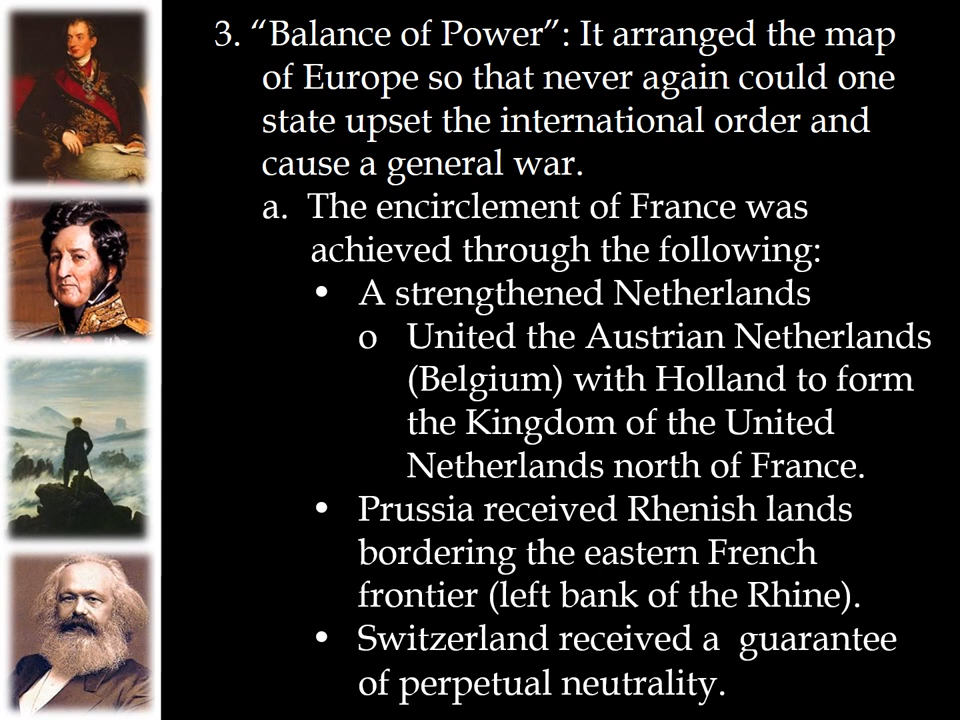 3. “Balance of Power”: It arranged the map
of Europe so that never again could one
state upset the international order and
cause a general war.
a. The encirclement of France was
achieved through the following:
• A strengthened Netherlands
o United the Austrian Netherlands
(Belgium) with Holland to form
the Kingdom of the United
Netherlands north of France.
• Prussia received Rhenish lands
bordering the eastern French
frontier (left bank of the Rhine).
• Switzerland received a guarantee
of perpetual neutrality.